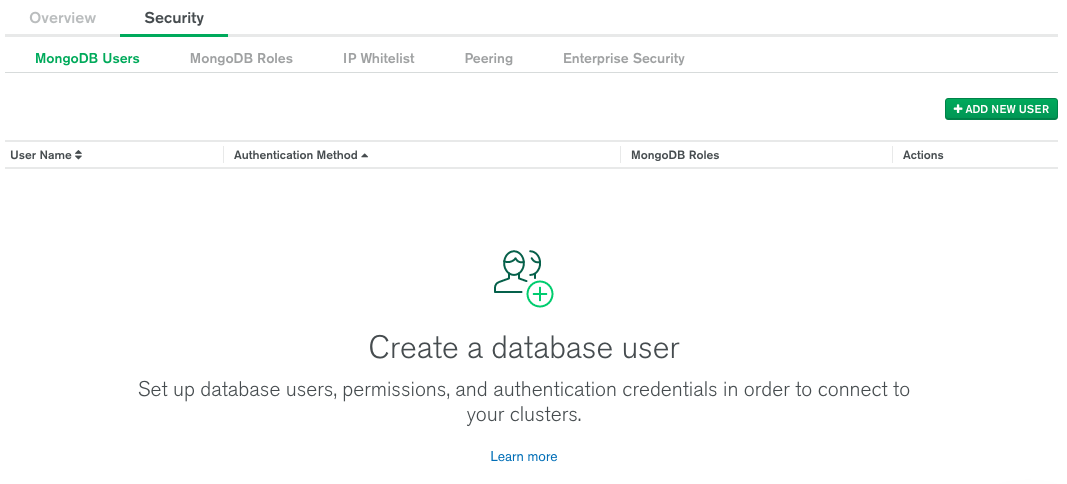 Overview Security
MongoDB Users MongoDB Roles IP Whitelist Peering Enterprise Security
+ ADD NEW USER
User Name Authentication Method MongoDB Roles Actions
Create a database user
Set up database users, permissions, and authentication credentials in order to connect to
your clusters.
Learn more